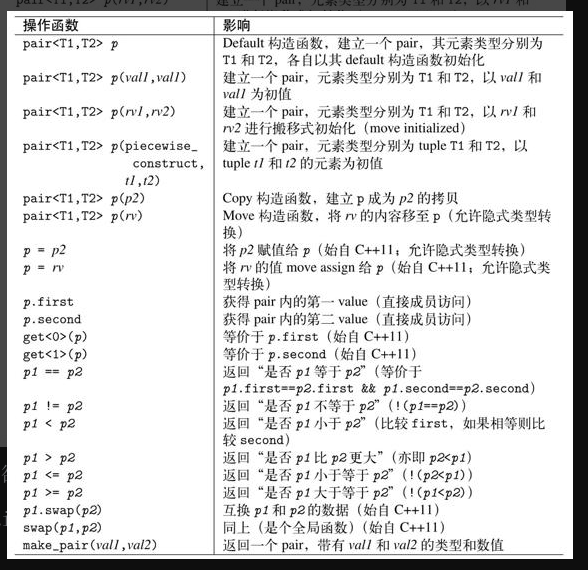 操作函数 影响
pair<T1,T2> p Default 构造函数，建立一个 pair，其元素类型分别为
T1 和 T2，各自以其 default 构造函数初始化
pair<T1,T2> p(val1,val1) 建立一个 pair，元素类型分别为 T1 和 T2，以 val1 和
val1 为初值
pair<T1,T2> p(rv1,rv2) 建立一个 pair，元素类型分别为 T1 和 T2，以 rv1 和
rv2 进行搬移式初始化（move initialized）
pair<T1,T2> p(piecewise_ 建立一个 pair，元素类型分别为 tuple T1 和 T2，以
construct, tuple t1 和 t2 的元素为初值
t1,t2)
pair<T1,T2> p(p2) Copy 构造函数，建立 p 成为 p2 的拷贝
pair<T1,T2> p(rv) Move 构造函数，将 rv 的内容移至 p（允许隐式类型转
换）
p = p2 将 p2 赋值给 p（始自 C++11；允许隐式类型转换）
p = rv 将 rv 的值 move assign 给 p（始自 C++11；允许隐式类
型转换）
p.first 获得 pair 内的第一 value（直接成员访问）
p.second 获得 pair 内的第二 value（直接成员访问）
get<0>(p) 等价于 p.first（始自 C++11）
get<1>(p) 等价于 p.second（始自 C++11）
p1 == p2 返回“是否 p1 等于 p2”（等价于
p1.first==p2.first && p1.second==p2.second）
p1 != p2 返回“是否 p1 不等于 p2”（!(p1==p2)）
p1 < p2 返回“是否 p1 小于 p2”（比较 first，如果相等则比
较 second）
p1 > p2 返回“是否 p1 比 p2 更大”（亦即 p2<p1）
p1 <= p2 返回“是否 p1 小于等于 p2”（!(p2<p1)）
p1 >= p2 返回“是否 p1 大于等于 p2”（!(p1<p2)）
p1.swap(p2) 互换 p1 和 p2 的数据（始自 C++11）
swap(p1,p2) 同上（是个全局函数）（始自 C++11）
make_pair(val1,val2) 返回一个 pair，带有 val1 和 val2 的类型和数值